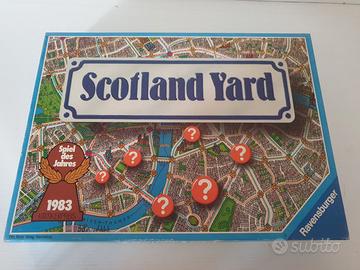 Scotland Yard
Spiel
des
Jahres
1983
?
?
?
?
?
?
Ravensburger
subito